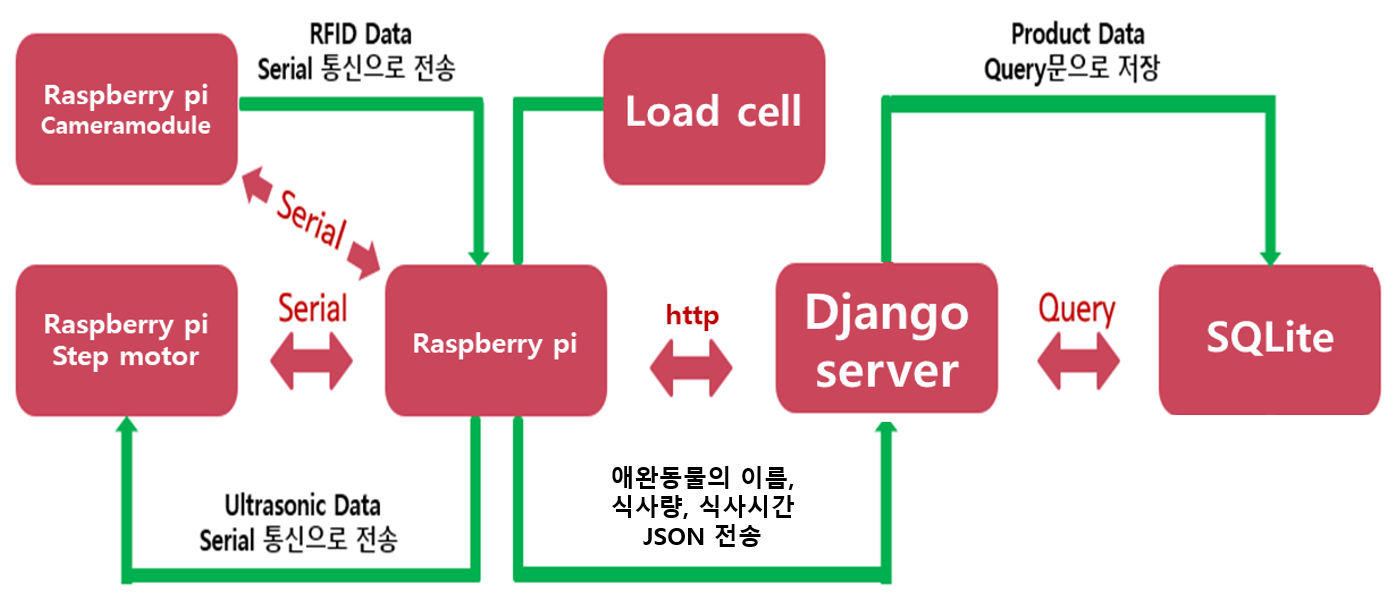 RFID Data
Serial 통신으로 전송
Product Data
Query문으로 저장
Raspberry pi
Cameramodule
Load cell
Serial
Raspberry pi
Step motor
Serial
Raspberry pi
http
Django
server
Query
SQLite
Ultrasonic Data
Serial 통신으로 전송
애완동물의 이름,
식사량, 식사시간
JSON 전송